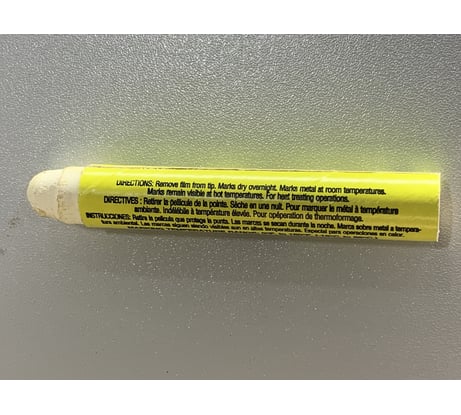 DIRECTIONS: Remove film from tip. Marks dry overnight. Marks metal at room temperatures.
Marks remain visible at hot temperatures. For heat treating operations.
DIRECTIVES : Retirer la pellicule de la pointe. Sèche en une nuit. Pour marquer le métal à température
ambiante. Indélébile à température élevée. Pour opération de thermoformage.
INSTRUCCIONES: Retire la película que protege la punta. Las marcas se secan durante la noche. Marca sobre metal a tempera-
tura ambiental. Las marcas siguen siendo visibles aun en altas temperaturas. Especial para operaciones en calor.